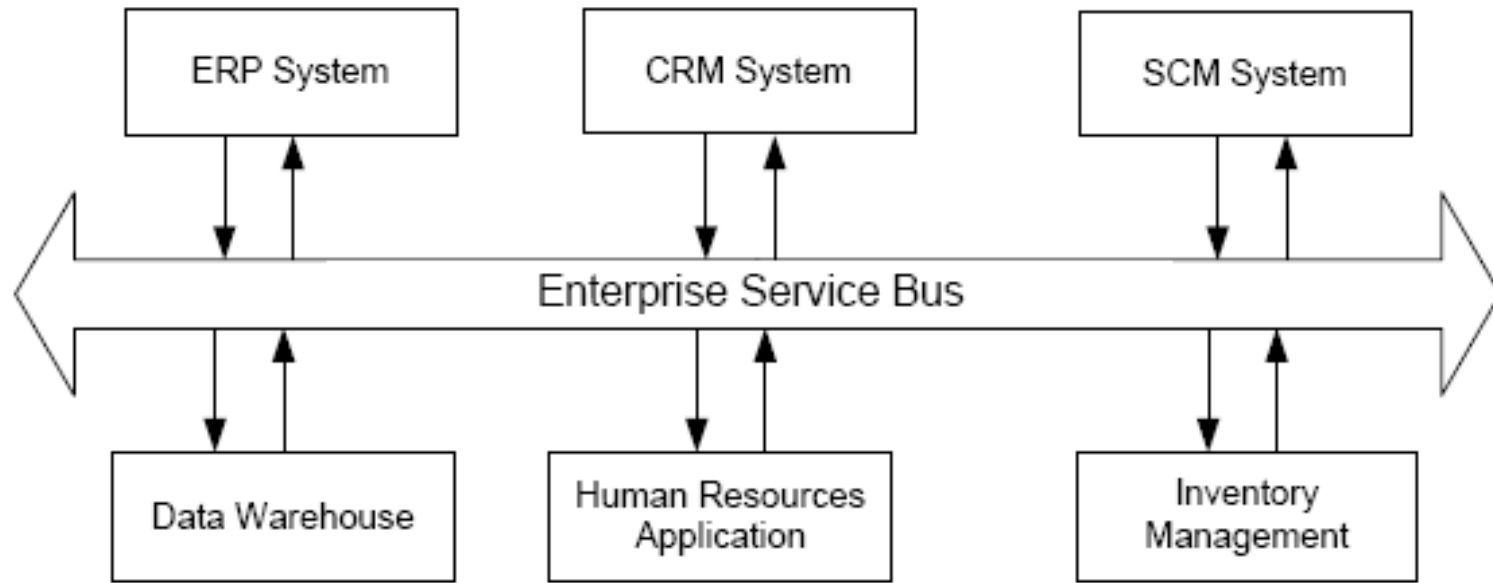 ERP System
CRM System
SCM System
Enterprise Service Bus
Data Warehouse
Human Resources
Application
Inventory
Management